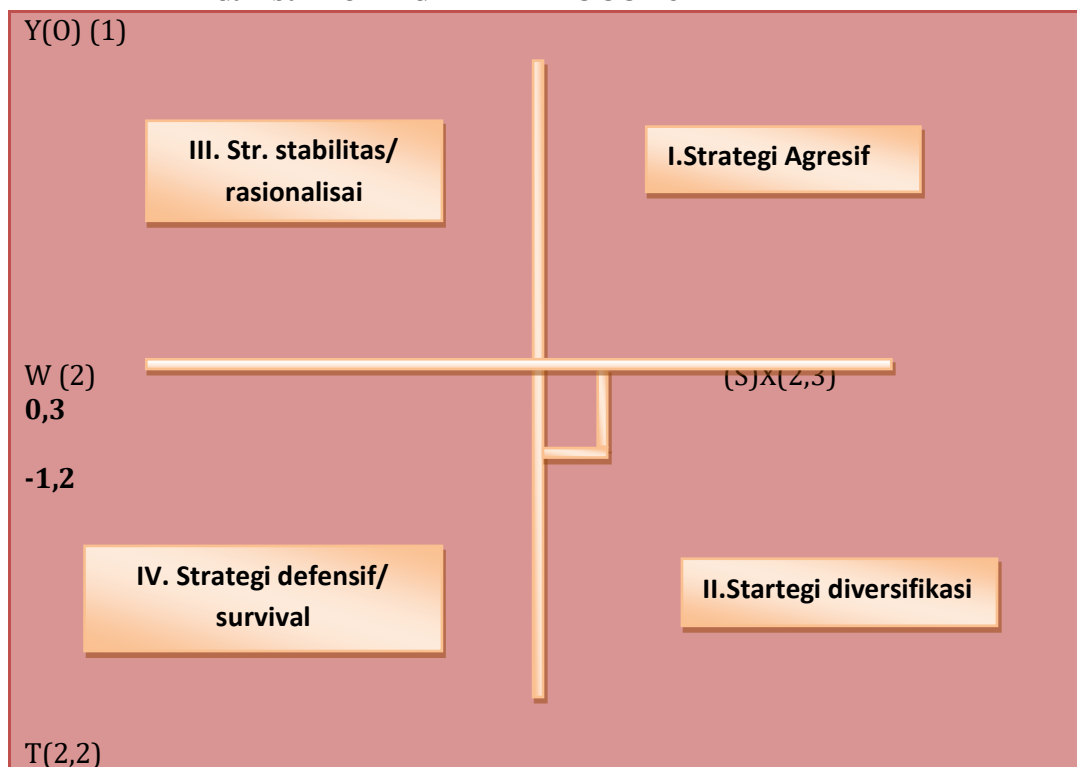 Y(O) (1)
III. Str. stabilitas/
rasionalisai
I.Strategi Agresif
W (2)
(S)X(2,3)
0,3
-1,2
IV. Strategi defensif/
survival
II.Startegi diversifikasi
T(2,2)